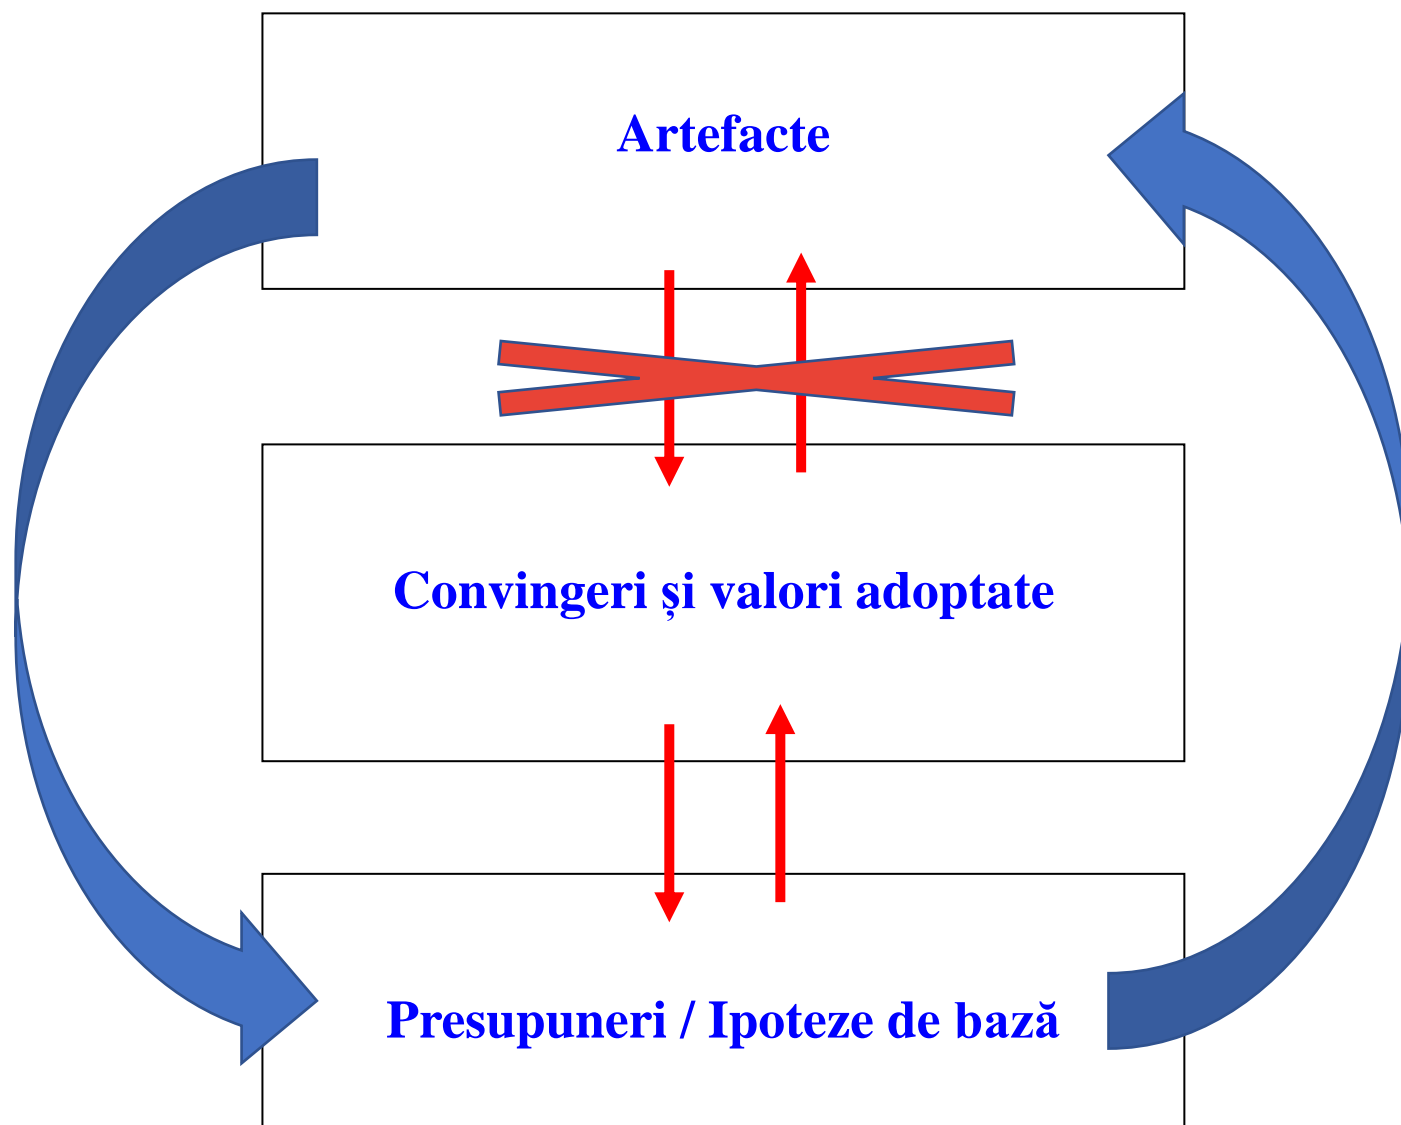 Artefacte
Convingeri și valori adoptate
Presupuneri / Ipoteze de bază